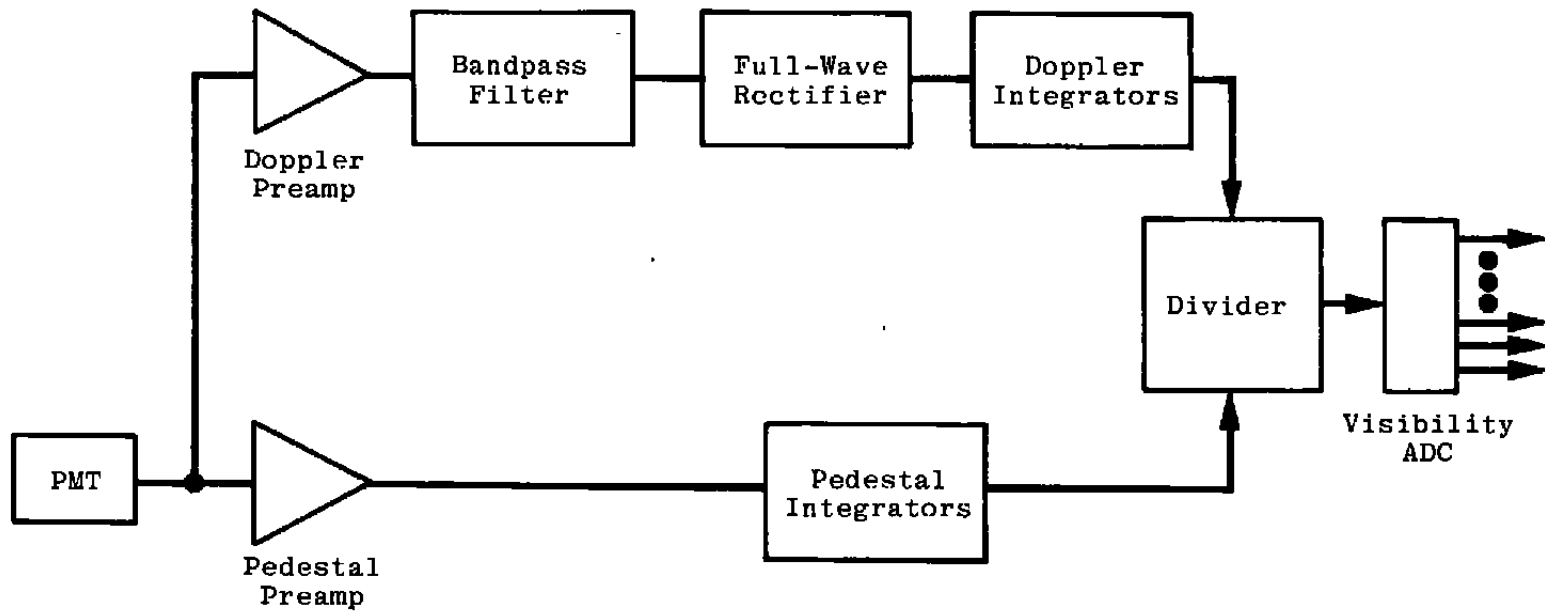 Bandpass
Filter
Full-Wave
Rectifier
Doppler
Integrators
Doppler
Preamp
Divider
Visibility
ADC
PMT
Pedestal
Integrators
Pedestal
Preamp